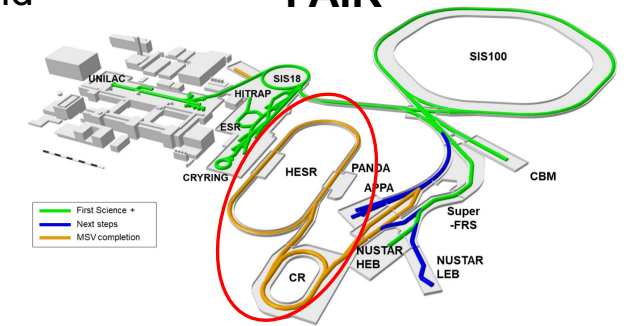 SIS100
UNILAC
SIS18
HITRAP
ESR
CRYRING
HESR
PANDA
APPA
CBM
Super
-FRS
First Science +
Next steps
MSV completion
NUSTAR
HEB
NUSTAR
LEB
CR